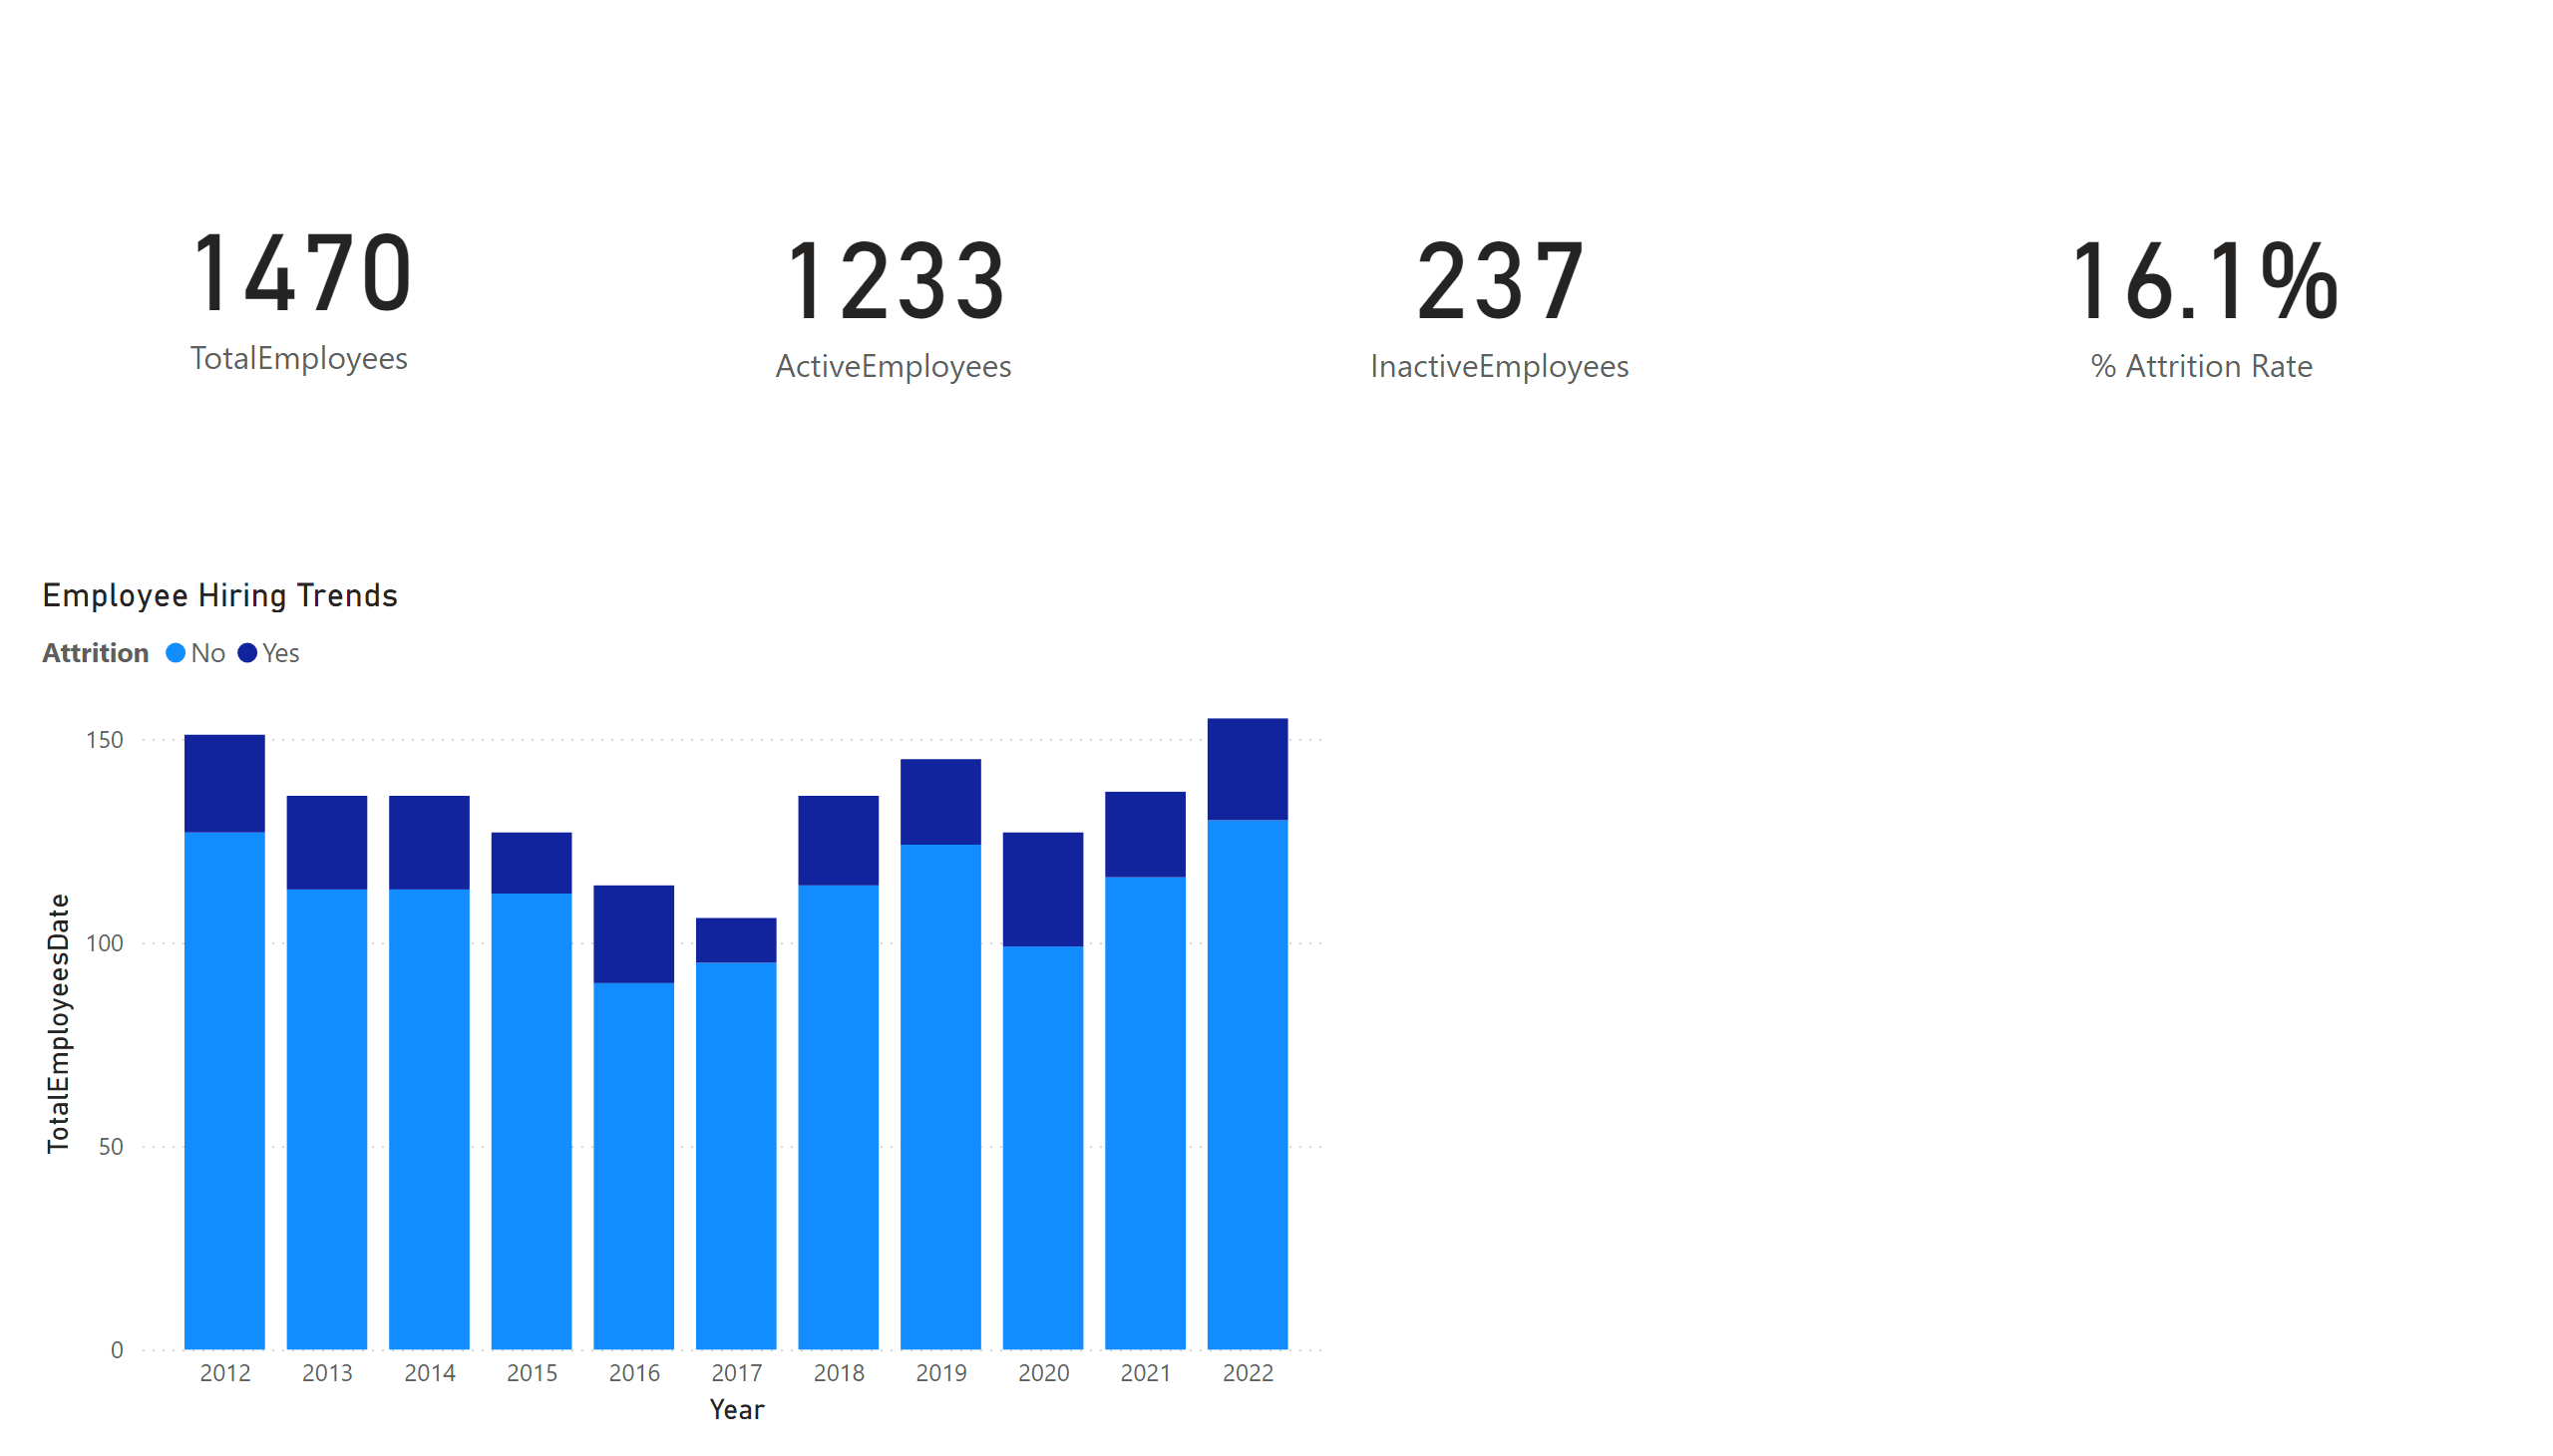 1470
TotalEmployees
1233
ActiveEmployees
237
InactiveEmployees
16.1%
% Attrition Rate
Employee Hiring Trends
Attrition No Yes
TotalEmployeesDate
150
100
50
0
2012 2013 2014 2015 2016 2017 2018 2019 2020 2021 2022
Year